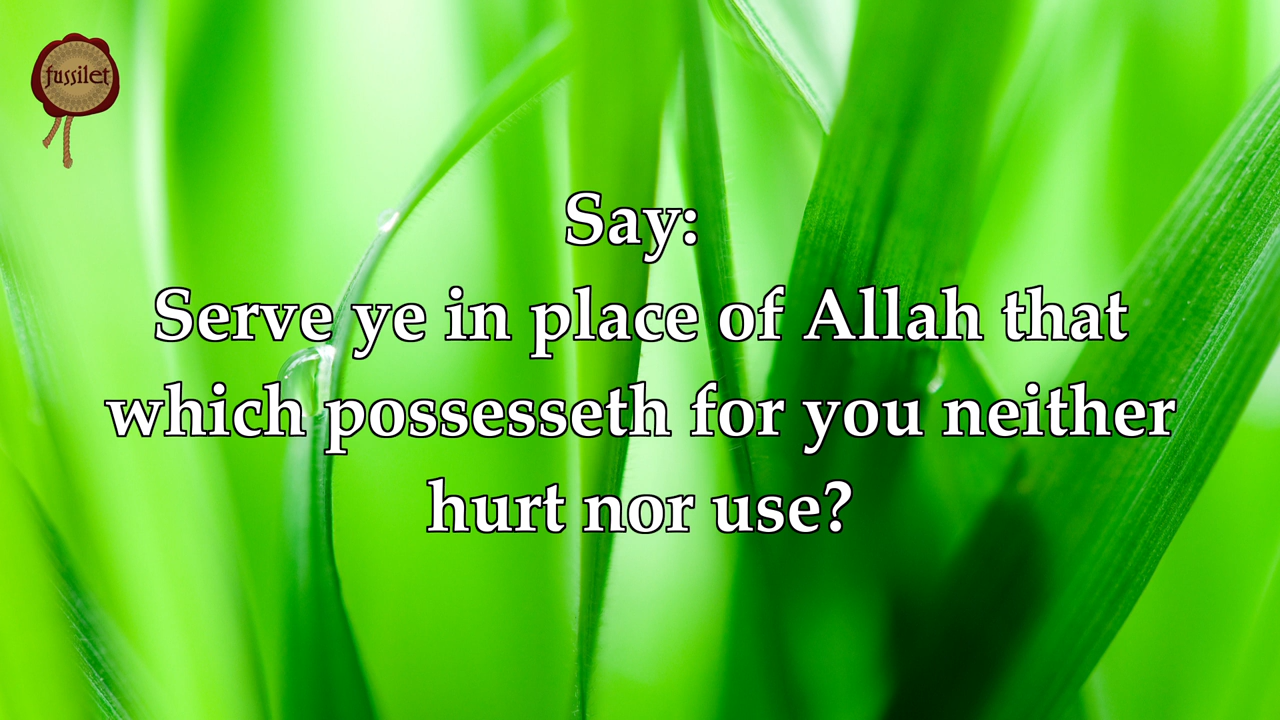 fussilet
Say:
Serve ye in place of Allah that
which possesseth for you neither
hurt nor use?